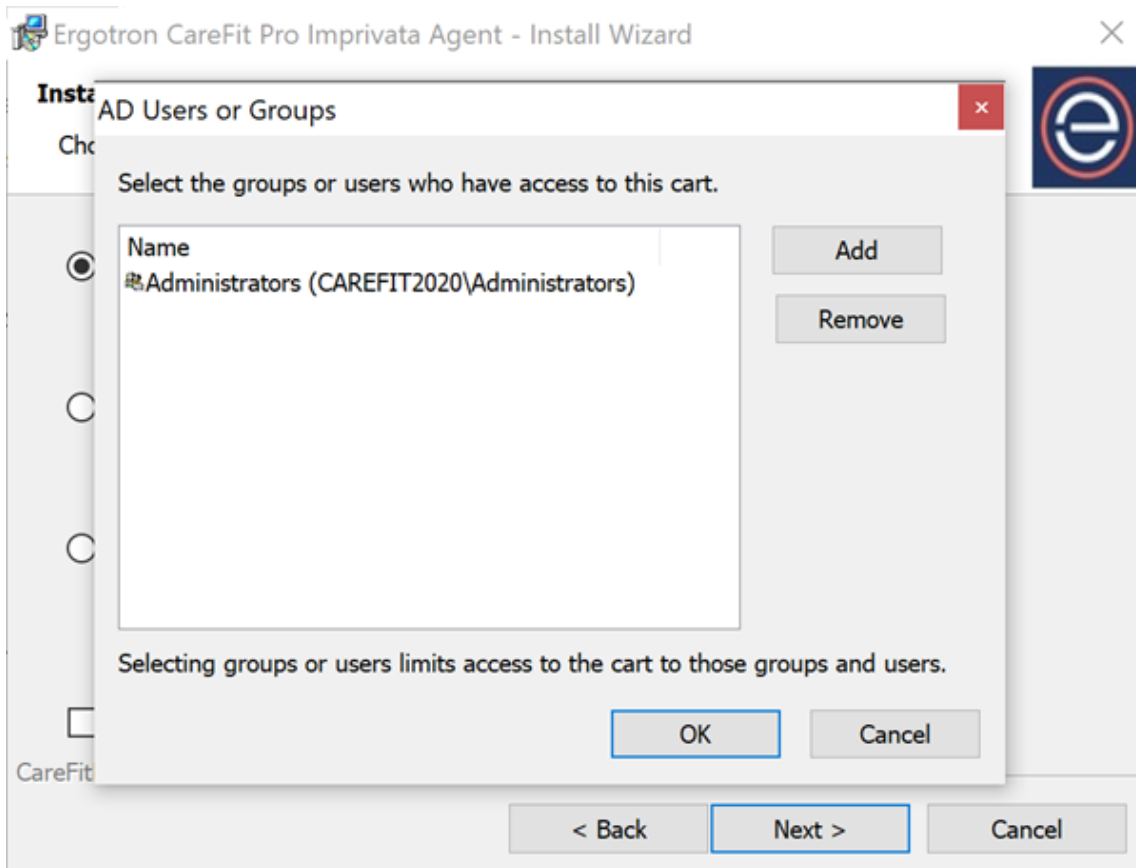 Ergotron CareFit Pro Imprivata Agent - Install Wizard
Insta
Cho
AD Users or Groups
Select the groups or users who have access to this cart.
Name
Administrators (CAREFIT2020\Administrators)
Add
Remove
Selecting groups or users limits access to the cart to those groups and users.
OK
Cancel
CareFit
< Back
Next >
Cancel